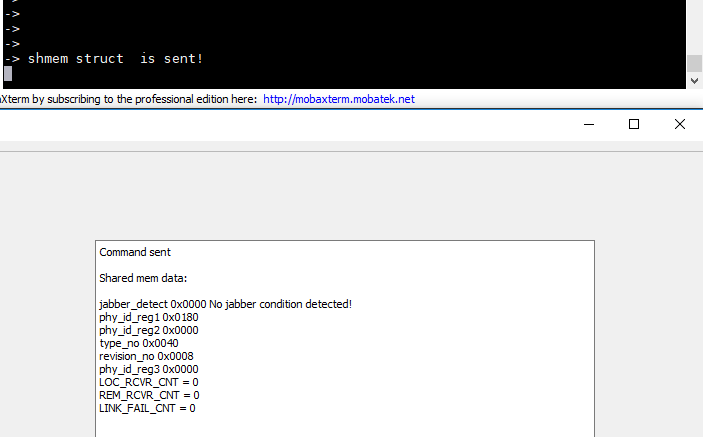 ->
->
->
->
-> shmem struct  is sent!
Xterm by subscribing to the professional edition here:  http://mobaxterm.mobatek.net
Command sent
Shared mem data:
jabber_detect 0x0000 No jabber condition detected!
phy_id_reg1 0x0180
phy_id_reg2 0x0000
type_no 0x0040
revision_no 0x0008
phy_id_reg3 0x0000
LOC_RCVR_CNT = 0
REM_RCVR_CNT = 0
LINK_FAIL_CNT = 0